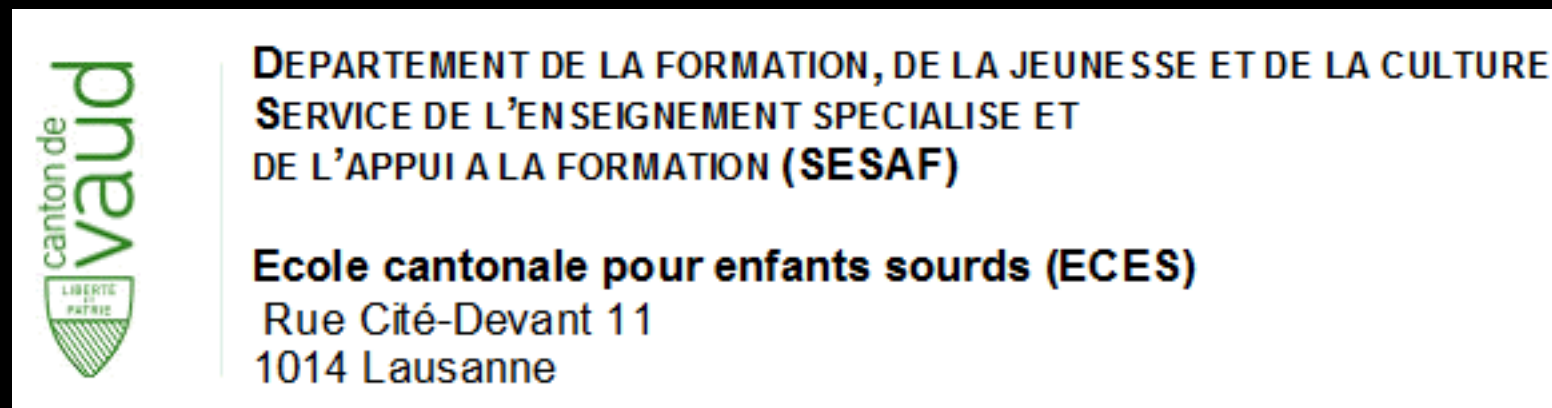 canton de
vaud
LIBERTÉ
ET
PATRIE
DEPARTEMENT DE LA FORMATION, DE LA JEUNESSE ET DE LA CULTURE
SERVICE DE L'ENSEIGNEMENT SPECIALISE ET
DE L'APPUI A LA FORMATION (SESAF)
Ecole cantonale pour enfants sourds (ECES)
Rue Cité-Devant 11
1014 Lausanne